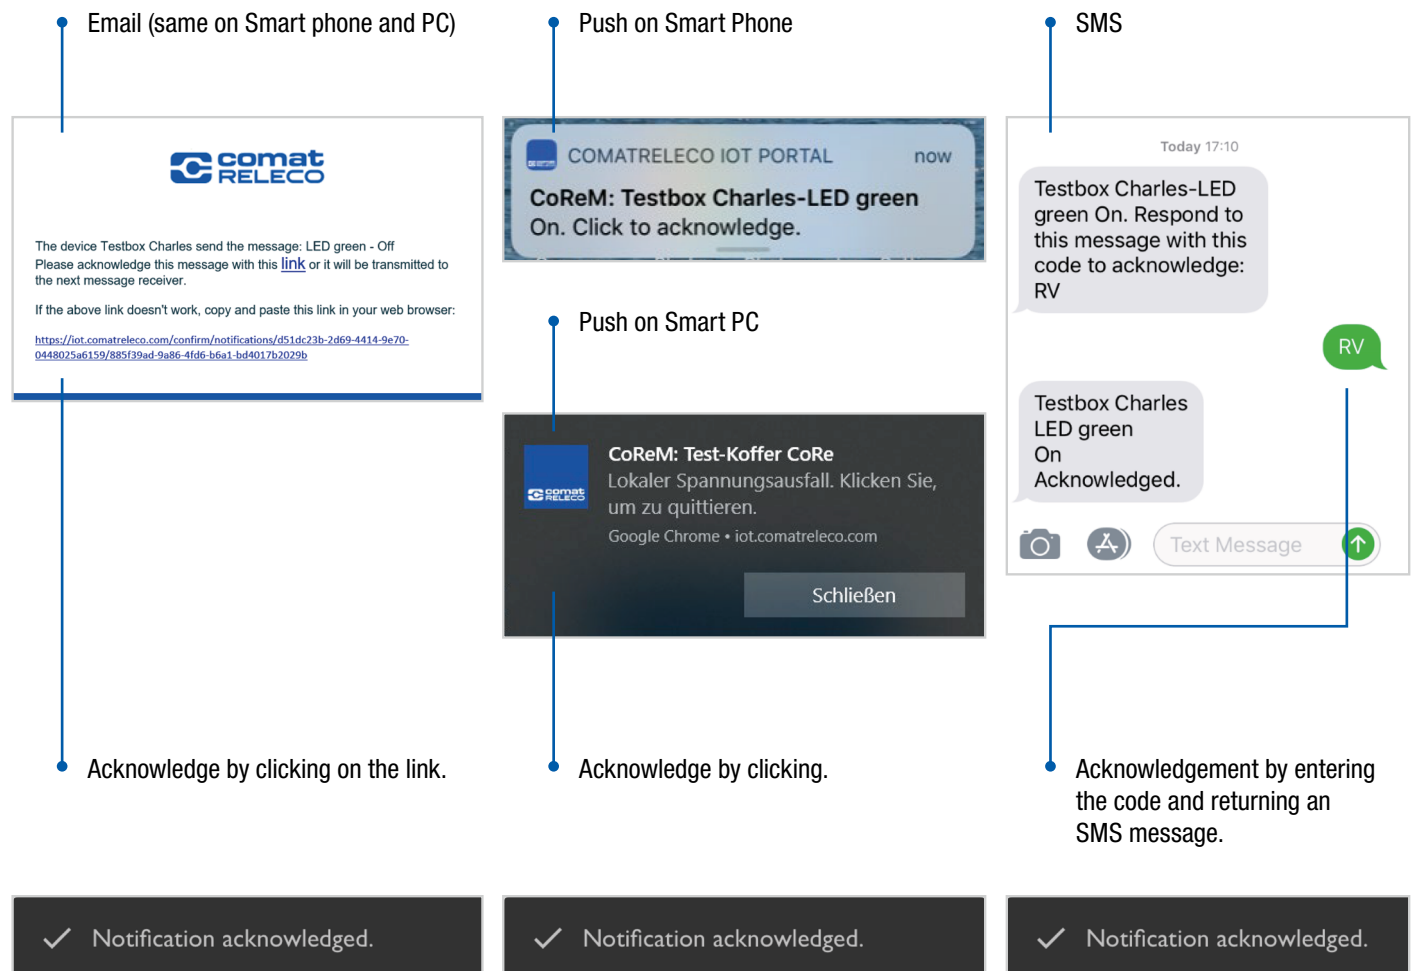 Email (same on Smart phone and PC)
comat
RELECO
The device Testbox Charles send the message: LED green - Off
Please acknowledge this message with this link or it will be transmitted to
the next message receiver.
If the above link doesn't work, copy and paste this link in your web browser:
https://iot.comatreleco.com/confirm/notifications/d51dc23b-2d69-4414-9e70-
0448025a6159/885f39ad-9a86-4fd6-b6a1-bd4017b2029b
Acknowledge by clicking on the link.
Notification acknowledged.
Push on Smart Phone
COMATRELECO IOT PORTAL now
CoReM: Testbox Charles-LED green
On. Click to acknowledge.
Push on Smart PC
comat
RELECO
CoReM: Test-Koffer CoRe
Lokaler Spannungsausfall. Klicken Sie,
um zu quittieren.
Google Chrome • iot.comatreleco.com
Schließen
Acknowledge by clicking.
Notification acknowledged.
SMS
Today 17:10
Testbox Charles-LED
green On. Respond to
this message with this
code to acknowledge:
RV
RV
Testbox Charles
LED green
On
Acknowledged.
Text Message
Acknowledgement by entering
the code and returning an
SMS message.
Notification acknowledged.